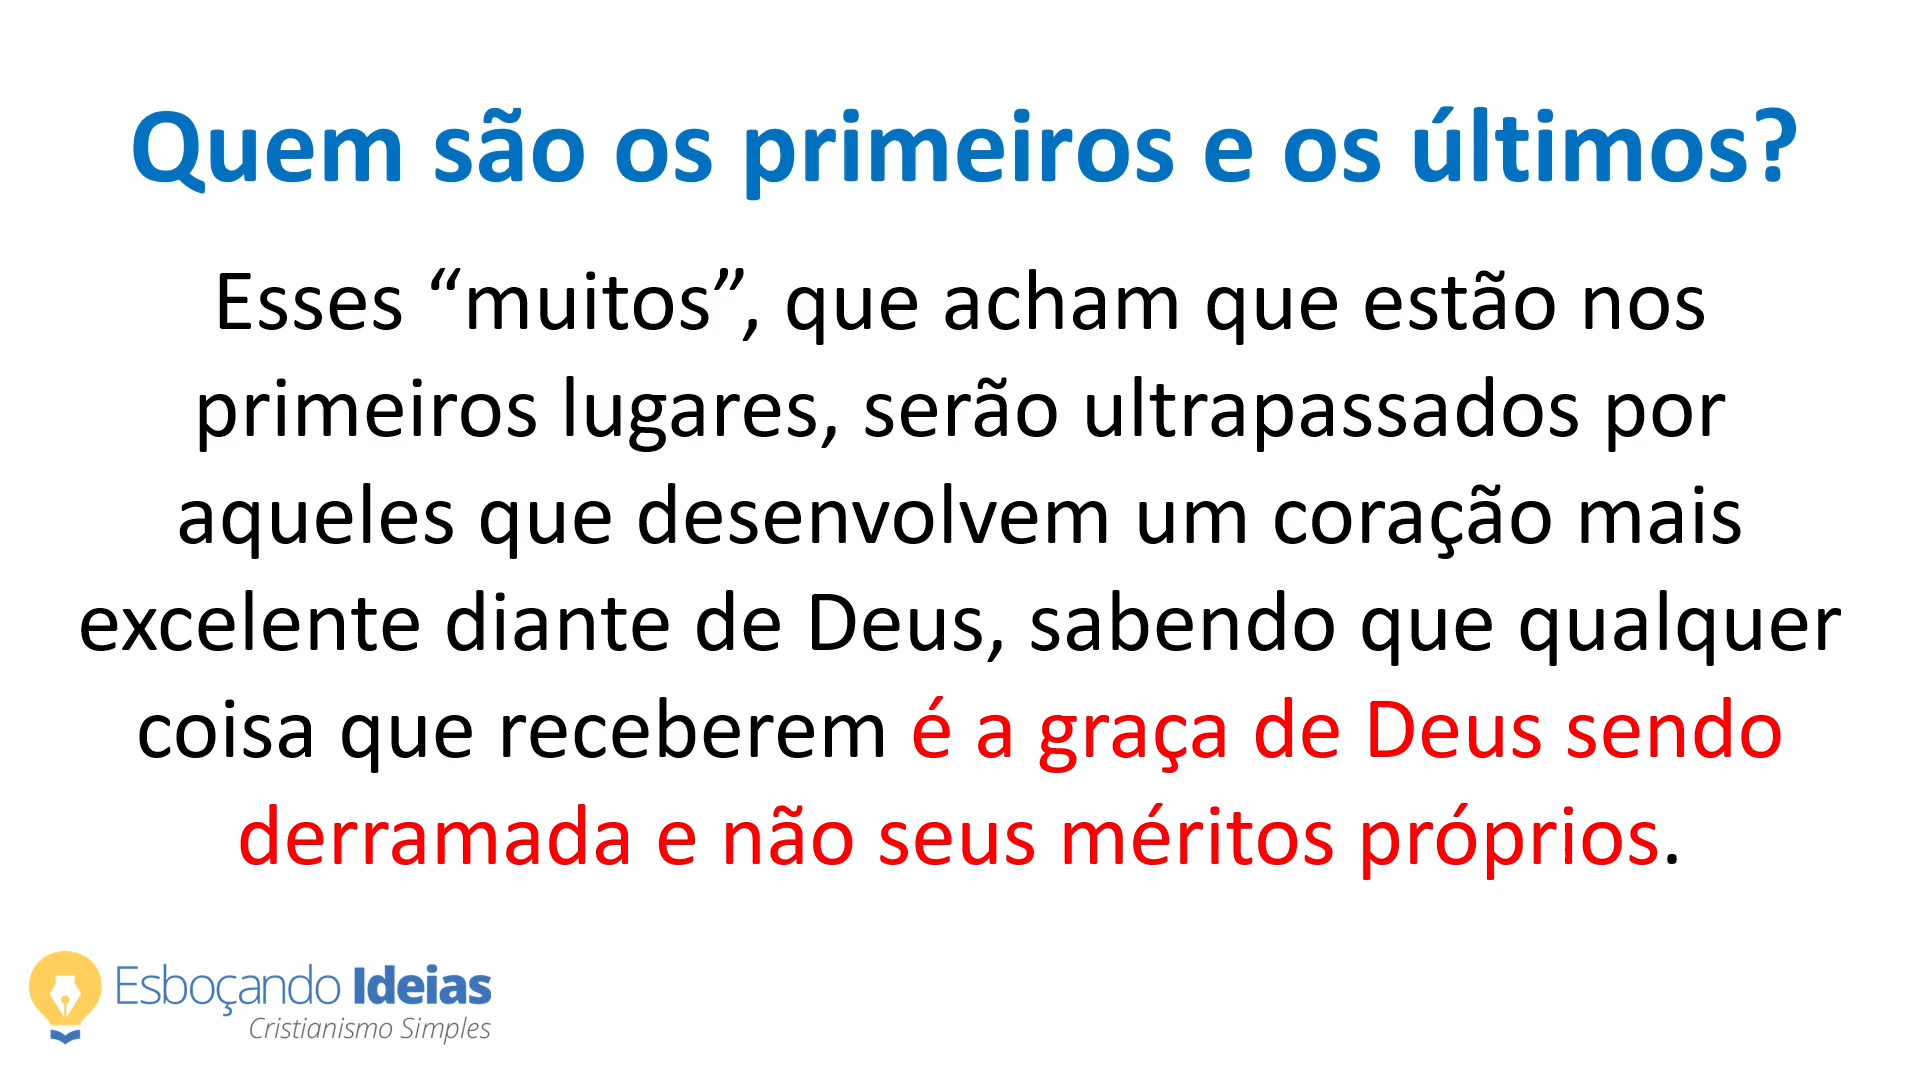 Quem são os primeiros e os últimos?
Esses “muitos”, que acham que estão nos
primeiros lugares, serão ultrapassados por
aqueles que desenvolvem um coração mais
excelente diante de Deus, sabendo que qualquer
coisa que receberem é a graça de Deus sendo
derramada e não seus méritos próprios.
Esboçando Ideias
Cristianismo Simples